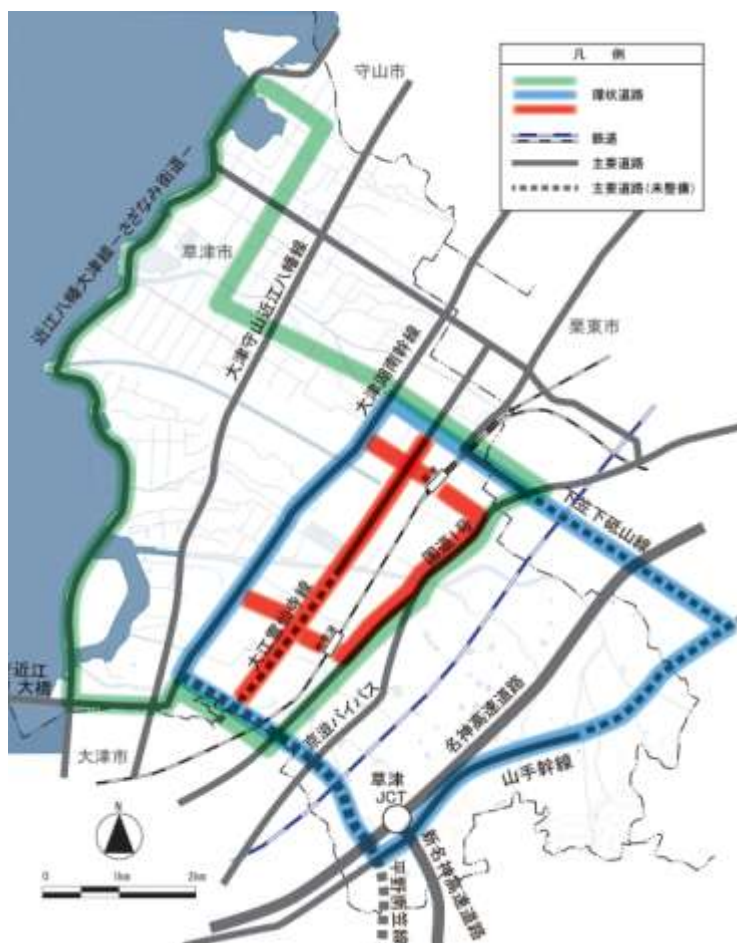 凡 例
環状道路
鉄道
主要道路
主要道路(未整備)
守山市
草津市
栗東市
近江八幡大津線－さざなみ街道－
大津守山近江八幡線
大津湖南幹線
下笠下砥山線
国道1号
大江霊仙寺線
近江
大橋
大津市
京滋バイパス
名神高速道路
山手幹線
草津
JCT
新名神高速道路
平野南笠線
N
0
1km
2km